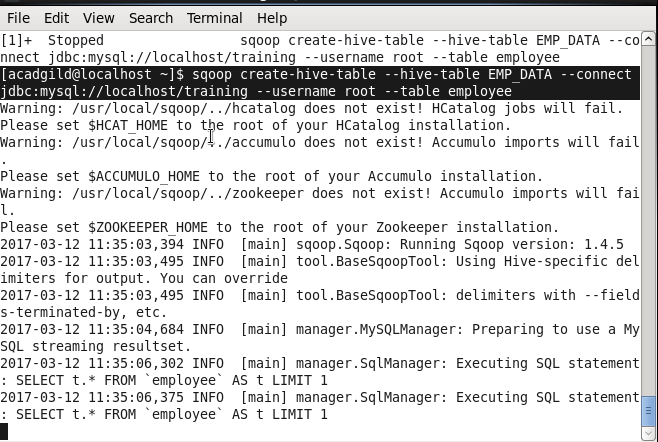 File Edit View Search Terminal Help
[1]+  Stopped                 sqoop create-hive-table --hive-table EMP_DATA --co
nnect jdbc:mysql://localhost/training --username root --table employee
[acadgild@localhost ~]$ sqoop create-hive-table --hive-table EMP_DATA --connect
jdbc:mysql://localhost/training --username root --table employee
Warning: /usr/local/sqoop/../hcatalog does not exist! HCatalog jobs will fail.
Please set $HCAT_HOME to the root of your HCatalog installation.
Warning: /usr/local/sqoop/../accumulo does not exist! Accumulo imports will fail
.
Please set $ACCUMULO_HOME to the root of your Accumulo installation.
Warning: /usr/local/sqoop/../zookeeper does not exist! Accumulo imports will fai
l.
Please set $ZOOKEEPER_HOME to the root of your Zookeeper installation.
2017-03-12 11:35:03,394 INFO  [main] sqoop.Sqoop: Running Sqoop version: 1.4.5
2017-03-12 11:35:03,495 INFO  [main] tool.BaseSqoopTool: Using Hive-specific del
imiters for output. You can override
2017-03-12 11:35:03,495 INFO  [main] tool.BaseSqoopTool: delimiters with --field
s-terminated-by, etc.
2017-03-12 11:35:04,684 INFO  [main] manager.MySQLManager: Preparing to use a My
SQL streaming resultset.
2017-03-12 11:35:06,302 INFO  [main] manager.SqlManager: Executing SQL statement
: SELECT t.* FROM `employee` AS t LIMIT 1
2017-03-12 11:35:06,375 INFO  [main] manager.SqlManager: Executing SQL statement
: SELECT t.* FROM `employee` AS t LIMIT 1